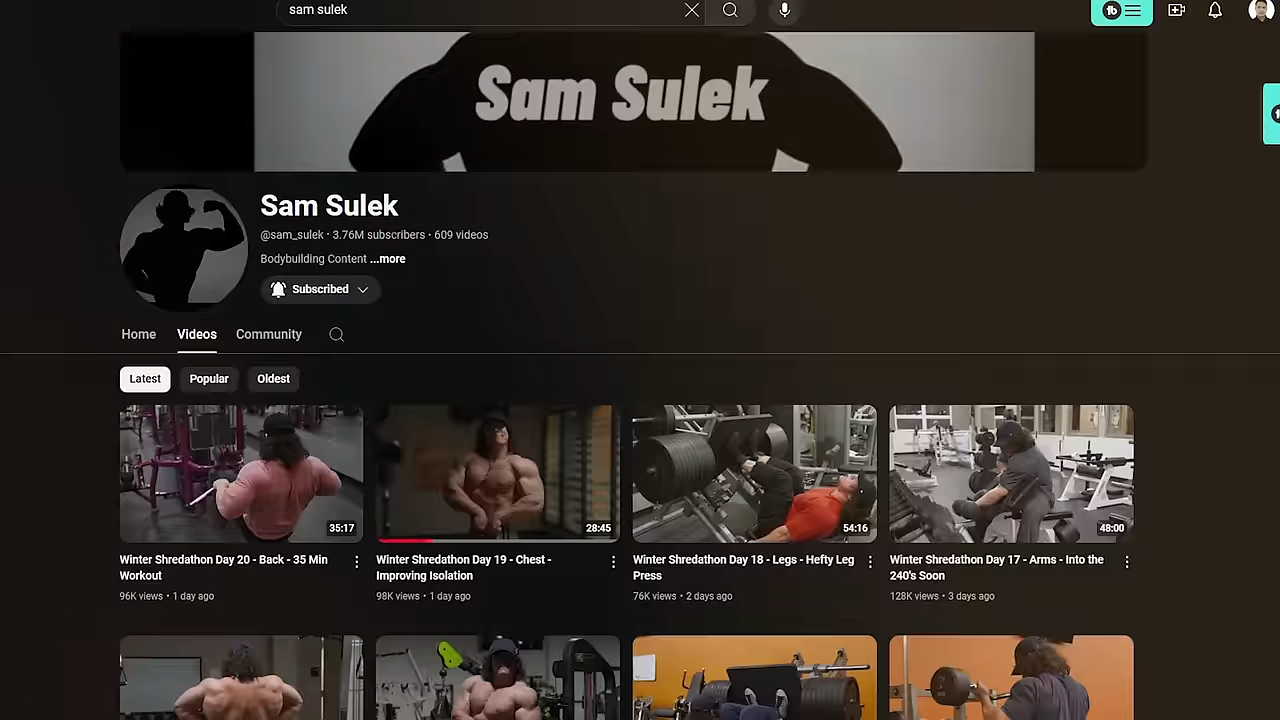 sam sulek
Sam Sulek
Sam Sulek
@sam_sulek • 3.76M subscribers • 609 videos
Bodybuilding Content ...more
Subscribed
Home Videos Community
Latest Popular Oldest
35:17 28:45 54:16 48:00
Winter Shredathon Day 20 - Back - 35 Min
Workout
96K views • 1 day ago
Winter Shredathon Day 19 - Chest -
Improving Isolation
98K views • 1 day ago
Winter Shredathon Day 18 - Legs - Hefty Leg
Press
76K views • 2 days ago
Winter Shredathon Day 17 - Arms - Into the
240's Soon
128K views • 3 days ago